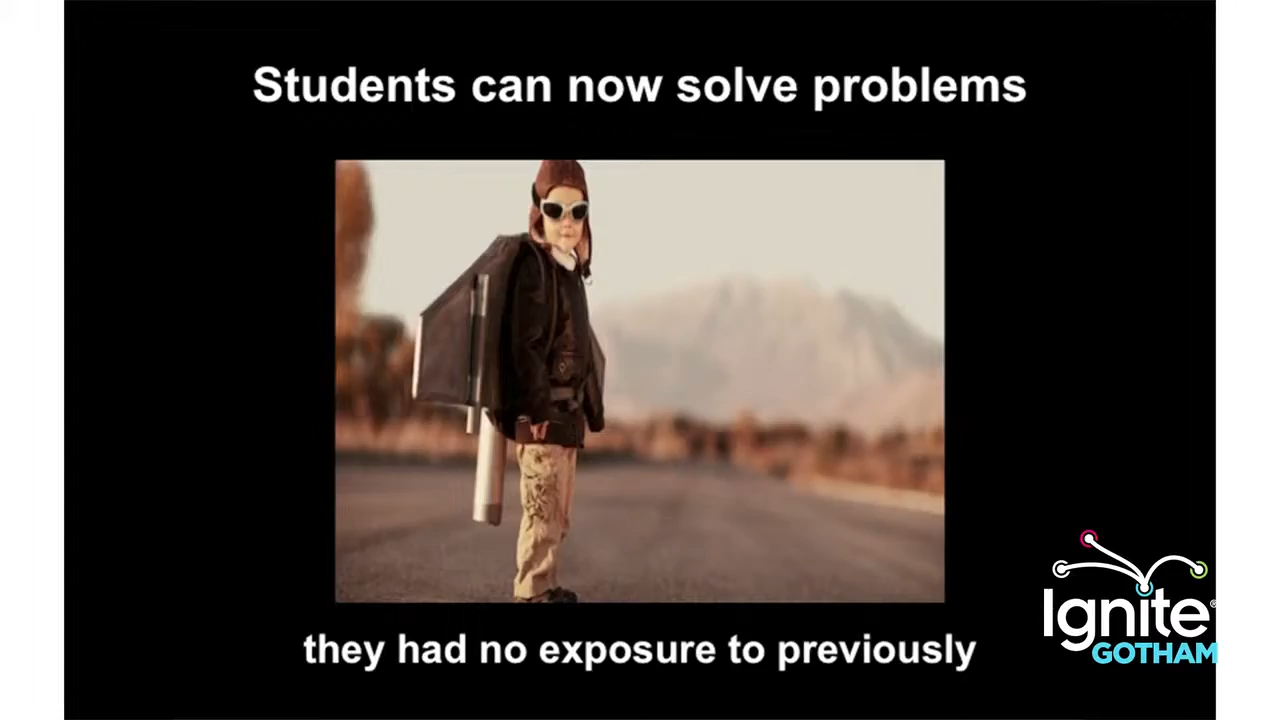 Students can now solve problems
they had no exposure to previously
Ignite®
GOTHAM